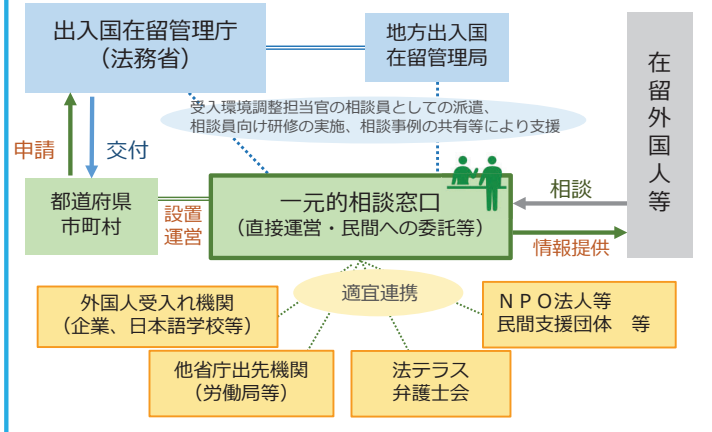 出入国在留管理庁
（法務省）
地方出入国
在留管理局
在留外国人等
受入環境調整担当官の相談員としての派遣、
相談員向け研修の実施、相談事例の共有等により支援
申請
交付
都道府県
市町村
設置
運営
一元的相談窓口
（直接運営・民間への委託等）
相談
情報提供
適宜連携
外国人受入れ機関
（企業、日本語学校等）
ＮＰＯ法人等
民間支援団体　等
他省庁出先機関
（労働局等）
法テラス
弁護士会